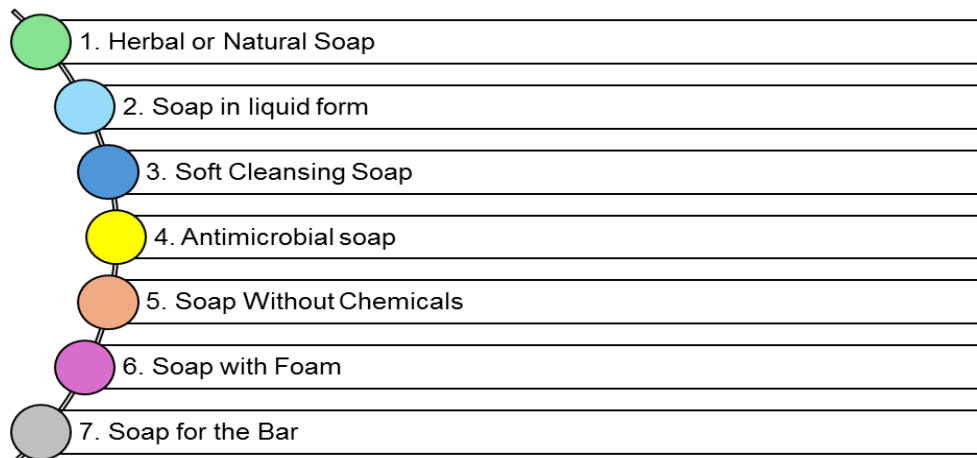 1. Herbal or Natural Soap
2. Soap in liquid form
3. Soft Cleansing Soap
4. Antimicrobial soap
5. Soap Without Chemicals
6. Soap with Foam
7. Soap for the Bar